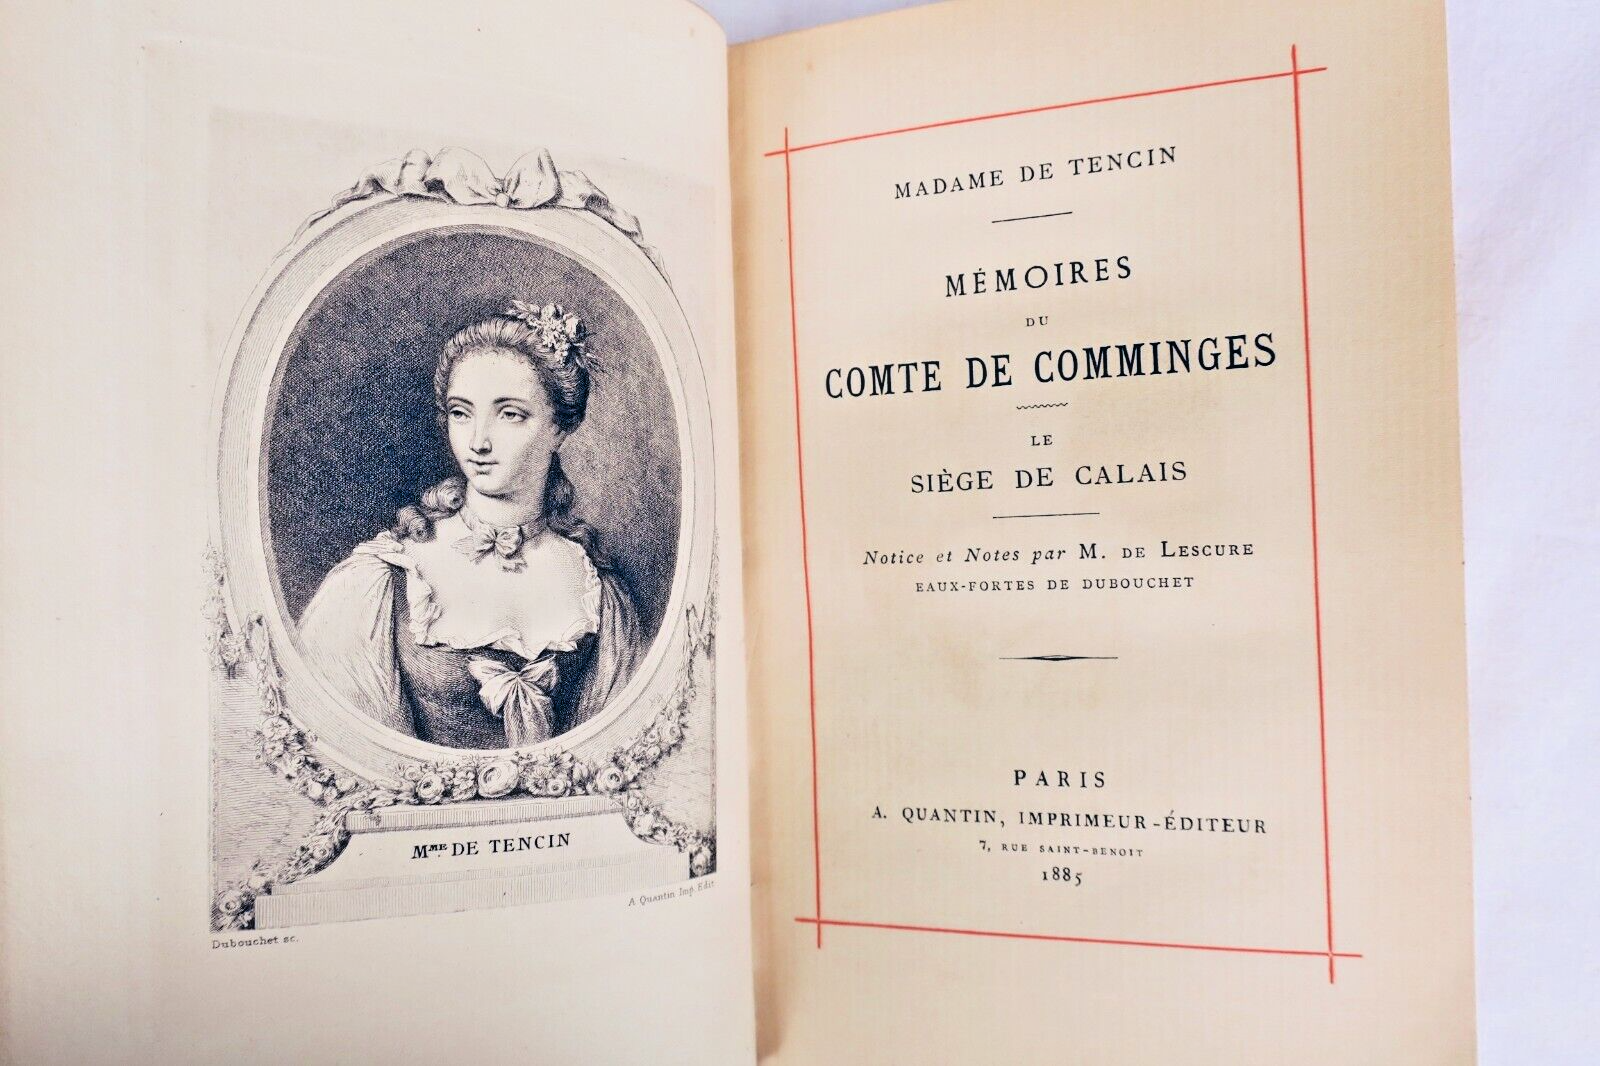 Mme DE TENCIN
Dubouchet sc.
A Quantin Imp. Edit
MADAME DE TENCIN
MÉMOIRES
DU
COMTE DE COMMINGES
LE
SIÈGE DE CALAIS
Notice et Notes par M. DE LESCURE
EAUX-FORTES DE DUBOUCHET
PARIS
A. QUANTIN, IMPRIMEUR-ÉDITEUR
7, RUE SAINT-BENOIT
1885